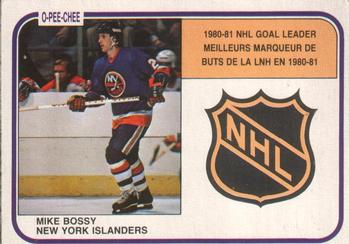 O-PEE-CHEE
1980-81 NHL GOAL LEADER
MEILLEURS MARQUEUR DE
BUTS DE LA LNH EN 1980-81
NHL
MIKE BOSSY
NEW YORK ISLANDERS